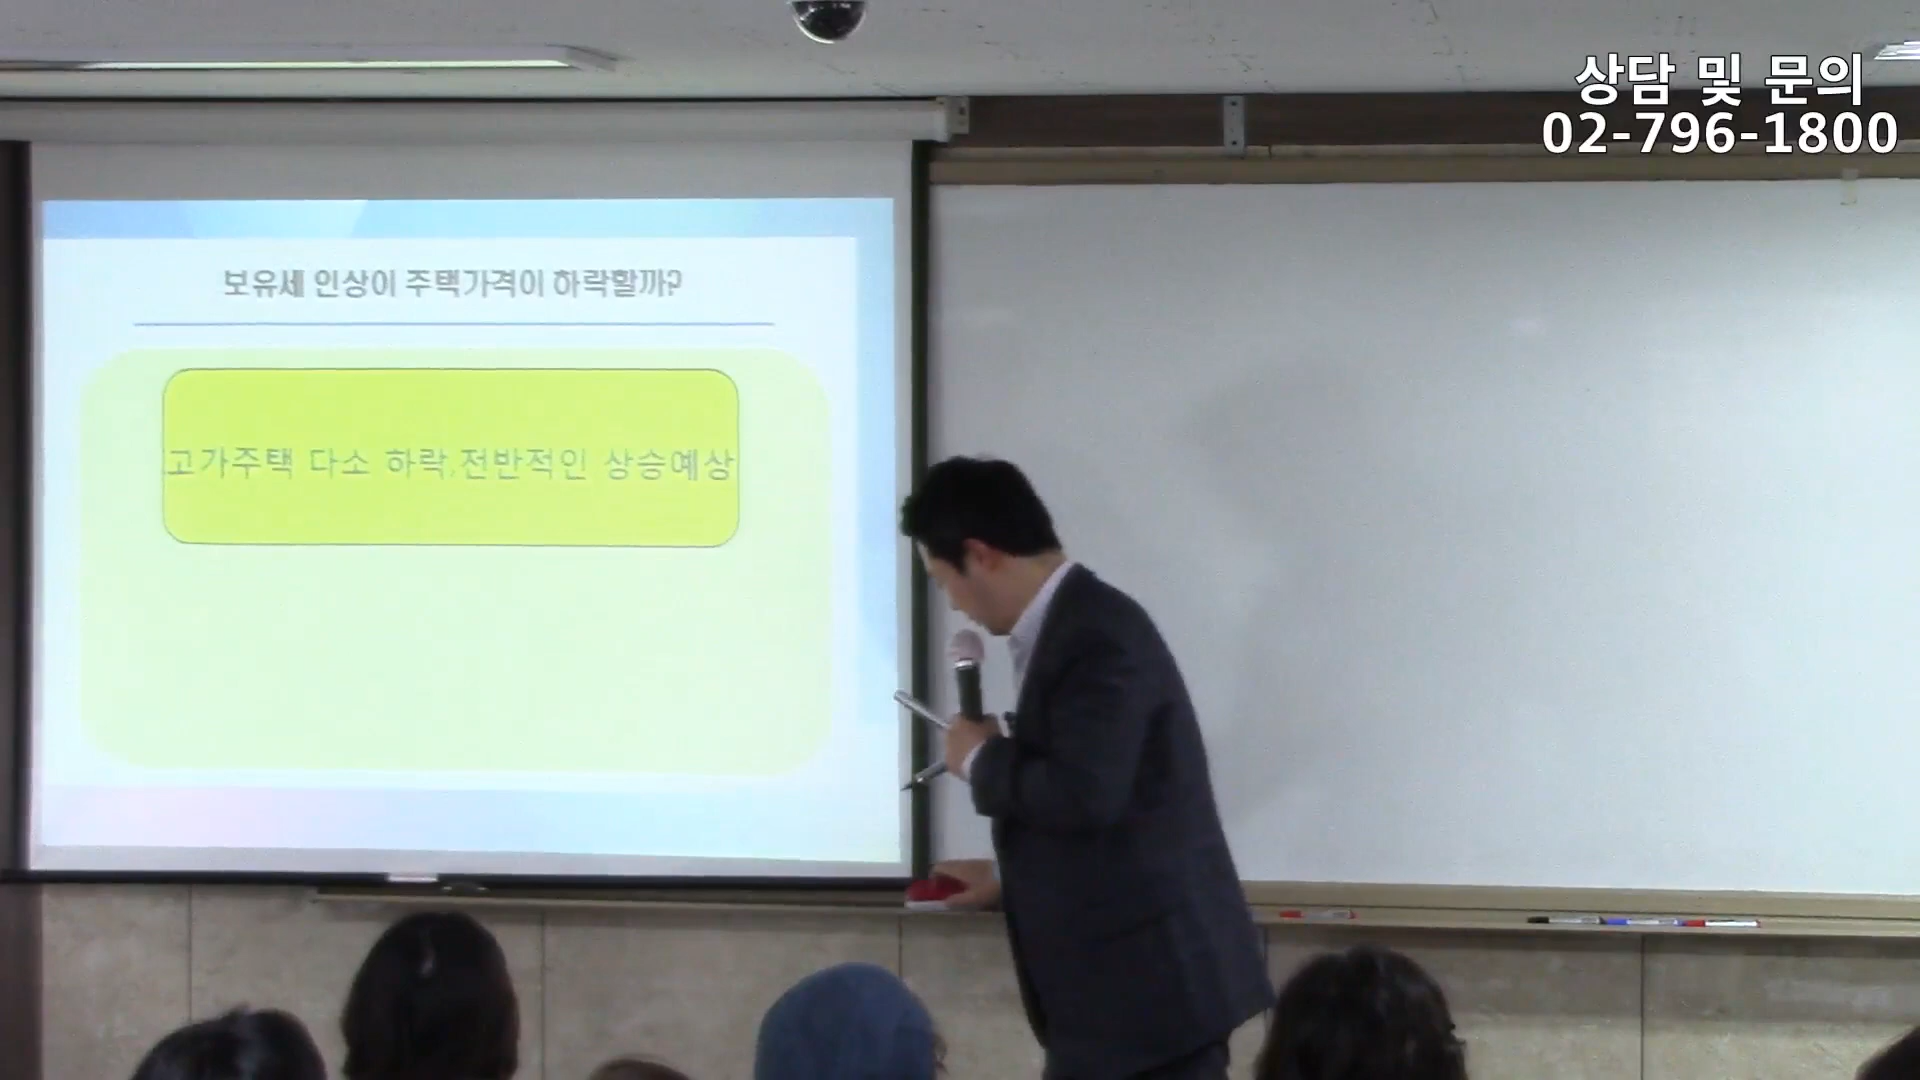 상담 및 문의
02-796-1800
보유세 인상이 주택가격이 하락할까?
고가주택 다소 하락,전반적인 상승예상